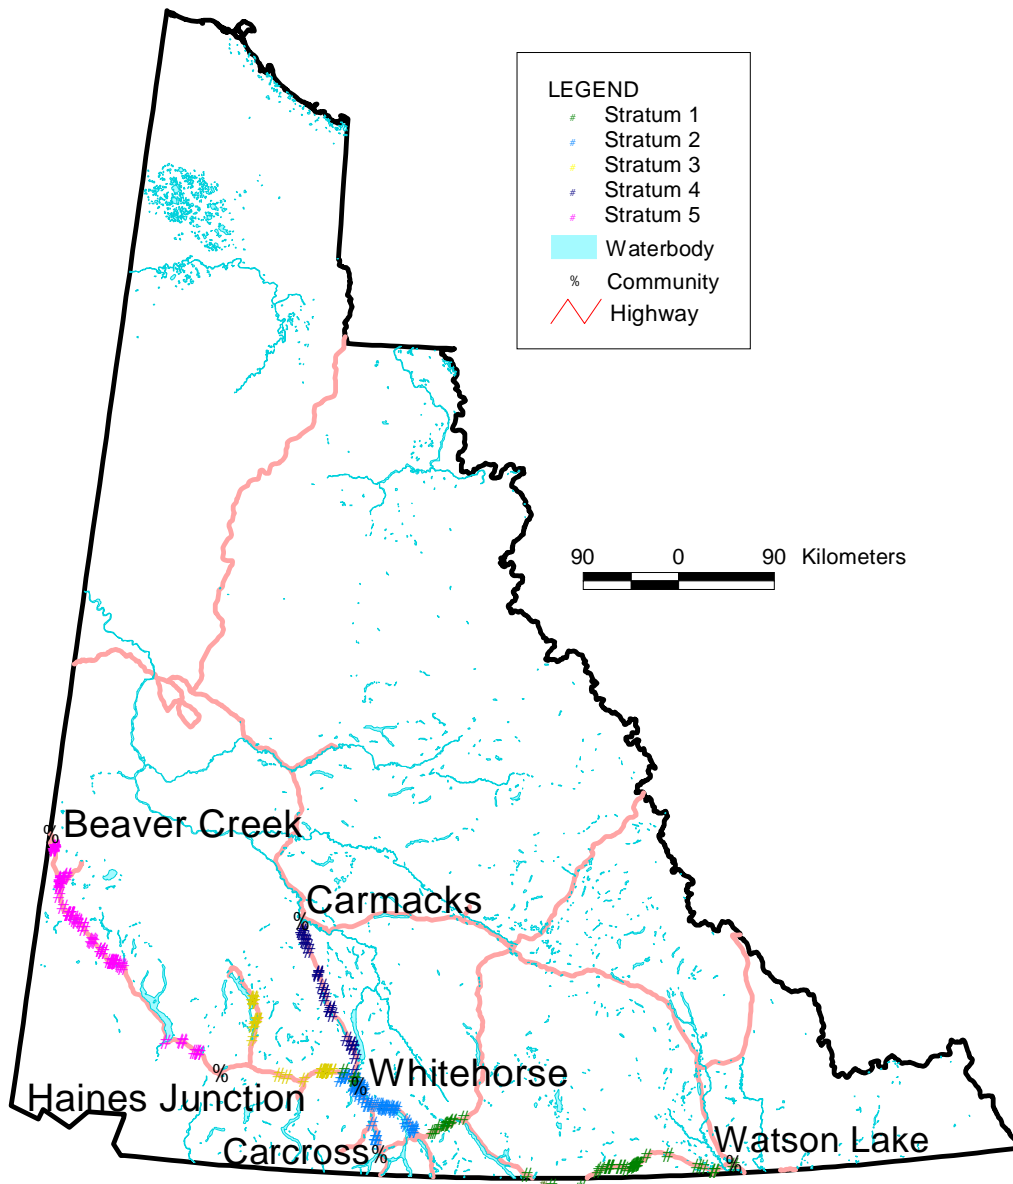 LEGEND
# Stratum 1
# Stratum 2
# Stratum 3
# Stratum 4
# Stratum 5
Waterbody
% Community
Highway
90 0 90 Kilometers
% Beaver Creek
Carmacks
%
% Whitehorse
%
Haines Junction
Carcross %
Watson Lake
%